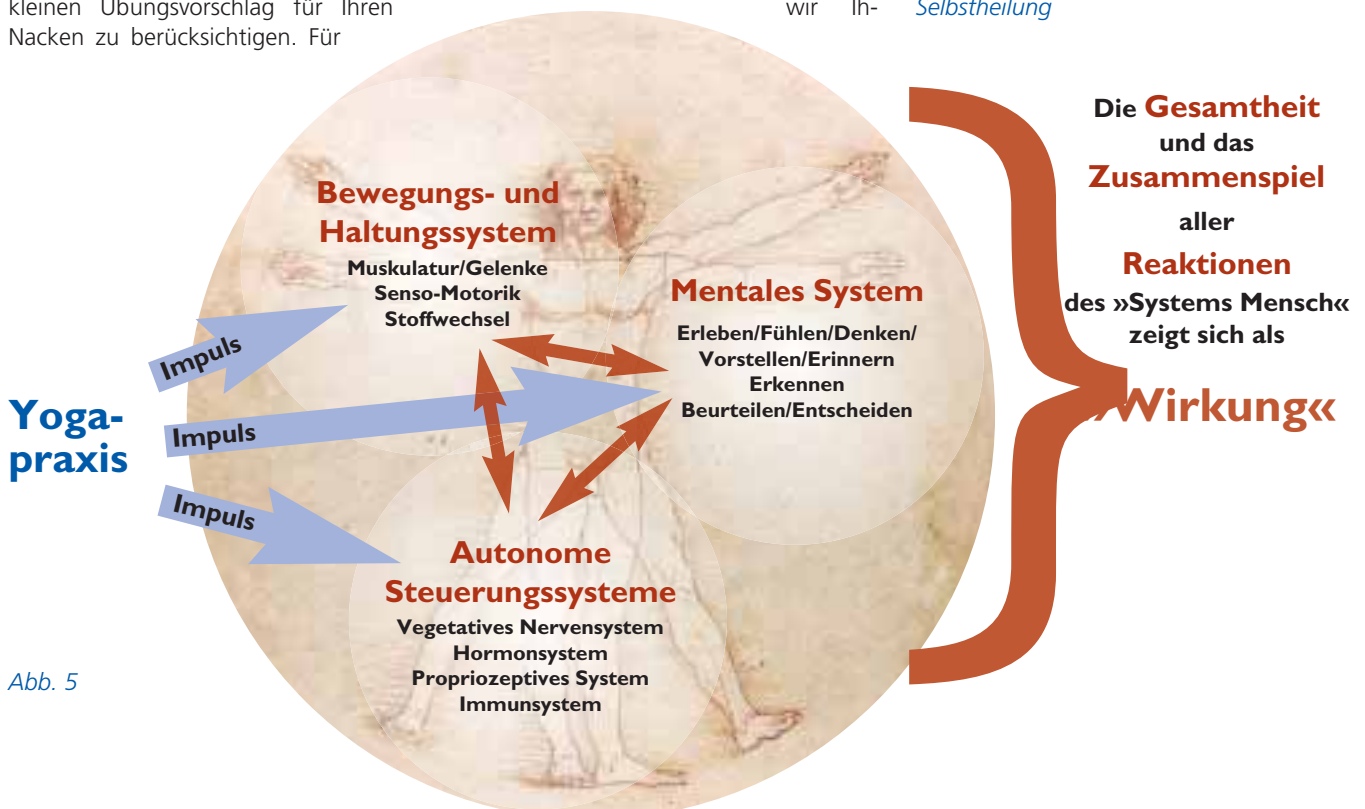 kleinen Übungsvorschlag für Ihren
Nacken zu berücksichtigen. Für
wir Ih-
Selbstheilung
Yoga-
praxis
Impuls
Impuls
Impuls
Bewegungs- und
Haltungssystem
Muskulatur/Gelenke
Senso-Motorik
Stoffwechsel
Mentales System
Erleben/Fühlen/Denken/
Vorstellen/Erinnern
Erkennen
Beurteilen/Entscheiden
Autonome
Steuerungssysteme
Vegetatives Nervensystem
Hormonsystem
Propriozeptives System
Immunsystem
Die Gesamtheit
und das
Zusammenspiel
aller
Reaktionen
des »Systems Mensch«
zeigt sich als
»Wirkung«
Abb. 5